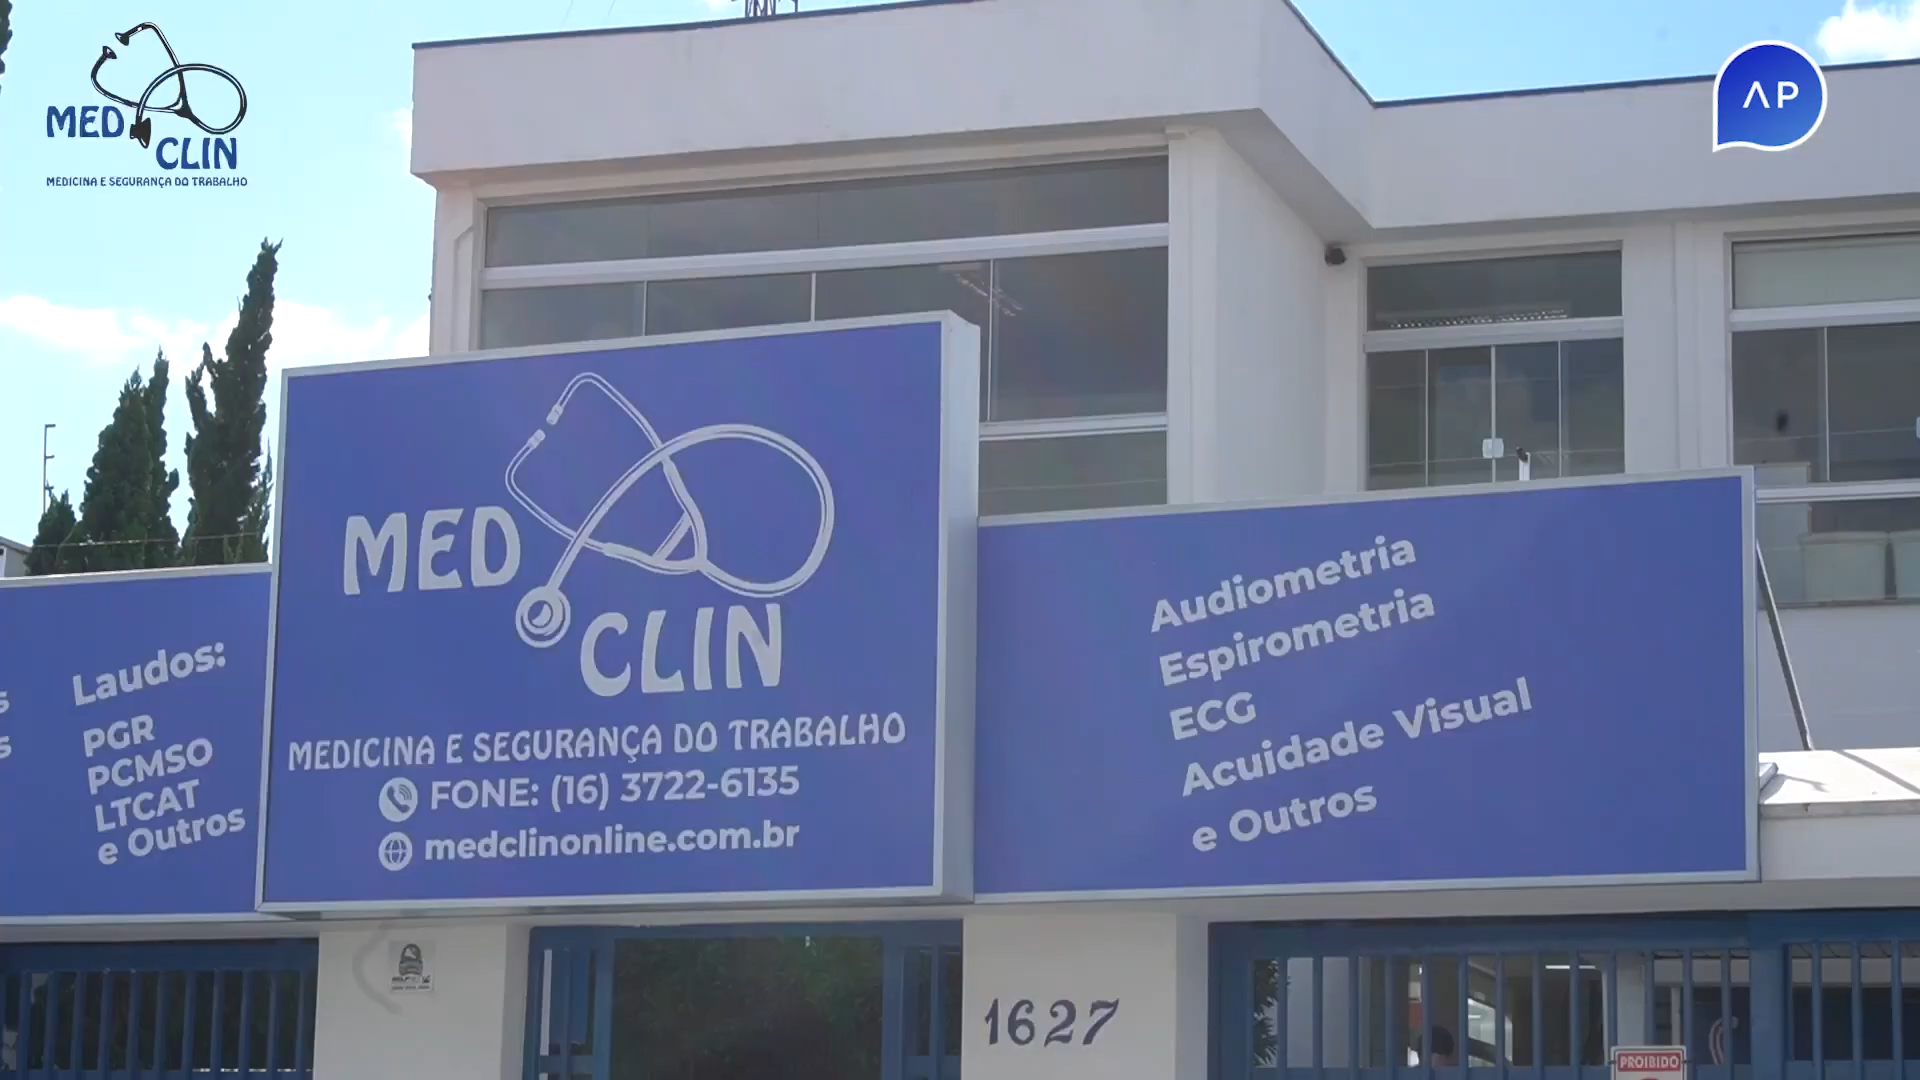 MED
CLIN
MEDICINA E SEGURANÇA DO TRABALHO
AP
Laudos:
PGR
PCMSO
LTCAT
e Outros
MED
CLIN
MEDICINA E SEGURANÇA DO TRABALHO
FONE: (16) 3722-6135
medclinonline.com.br
Audiometria
Espirometria
ECG
Acuidade Visual
e Outros
1627
PROIBIDO